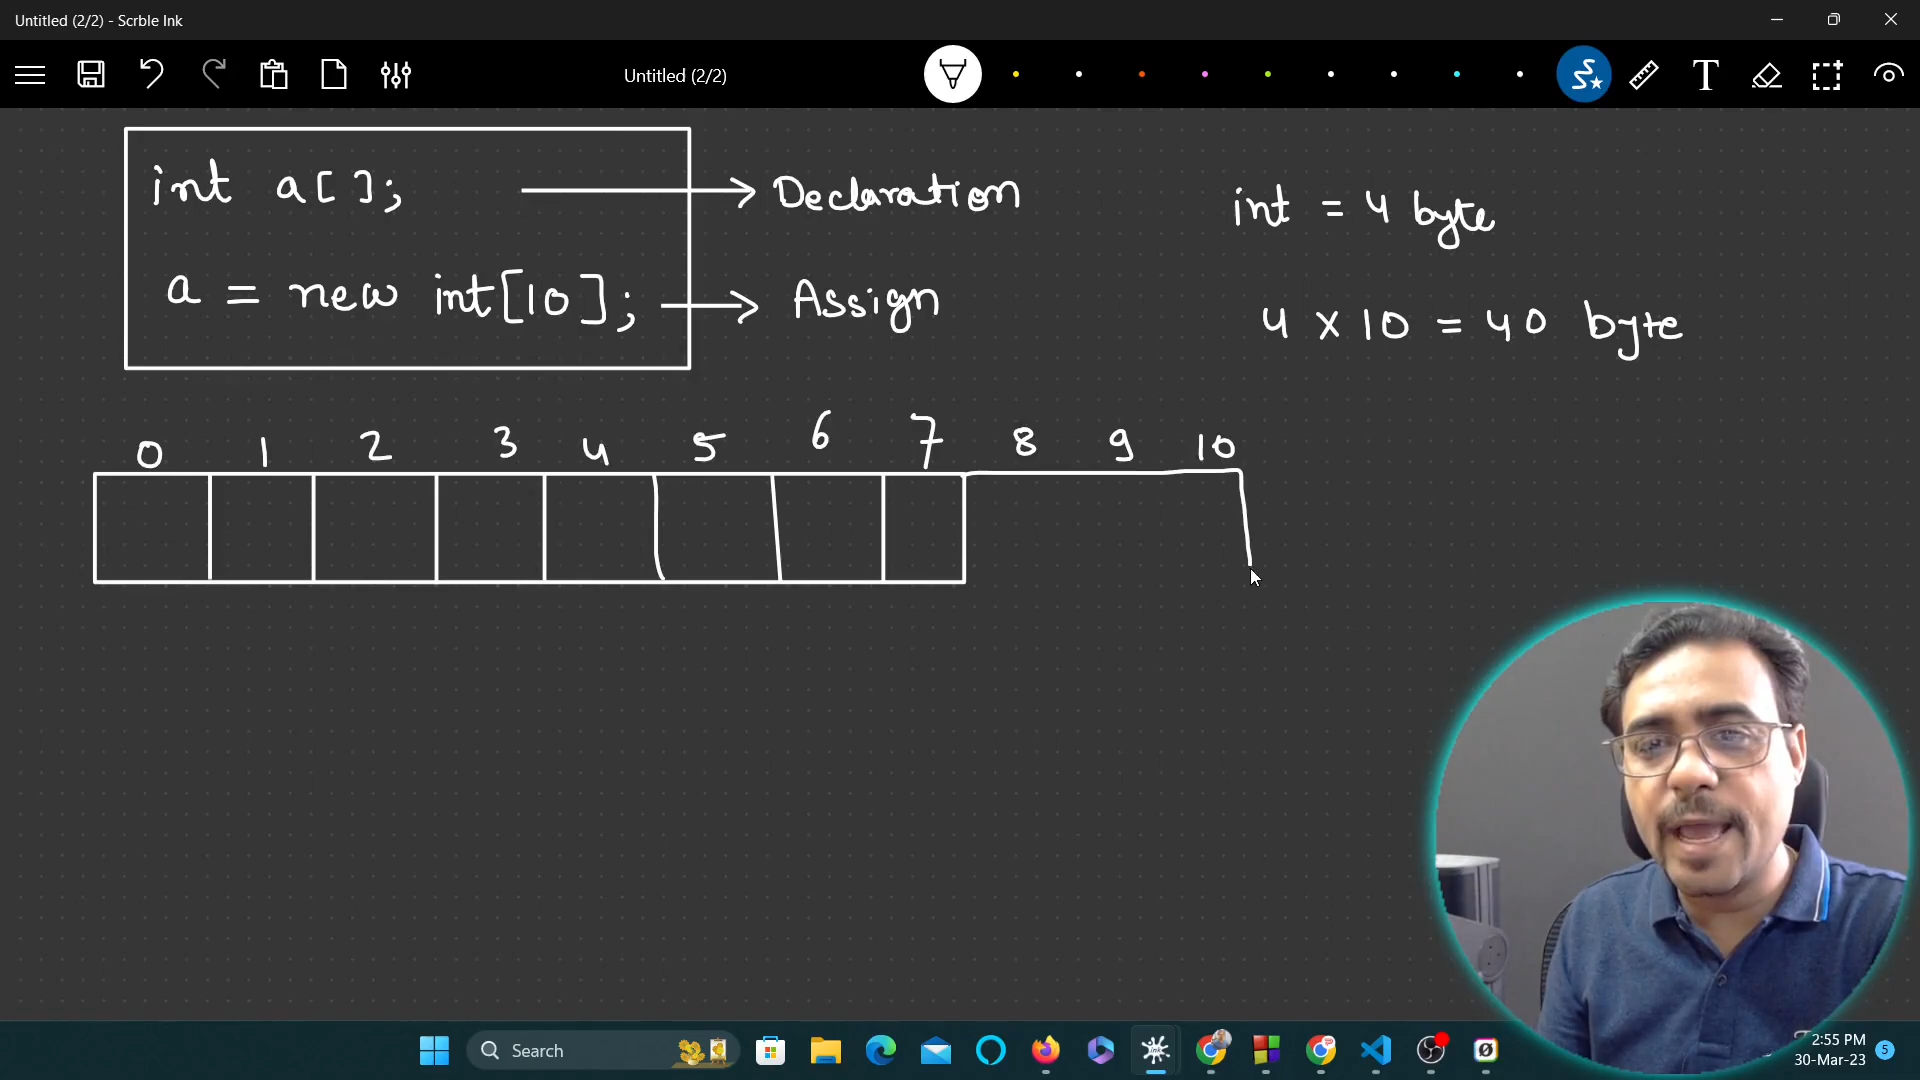 Untitled (2/2) - Scrble Ink
Untitled (2/2)
T
int a[];
Declaration
int = 4 byte
a = new int[10];
Assign
4 x 10 = 40 byte
0 1 2 3 4 5 6 7 8 9 10
Search
2:55 PM
30-Mar-23
5